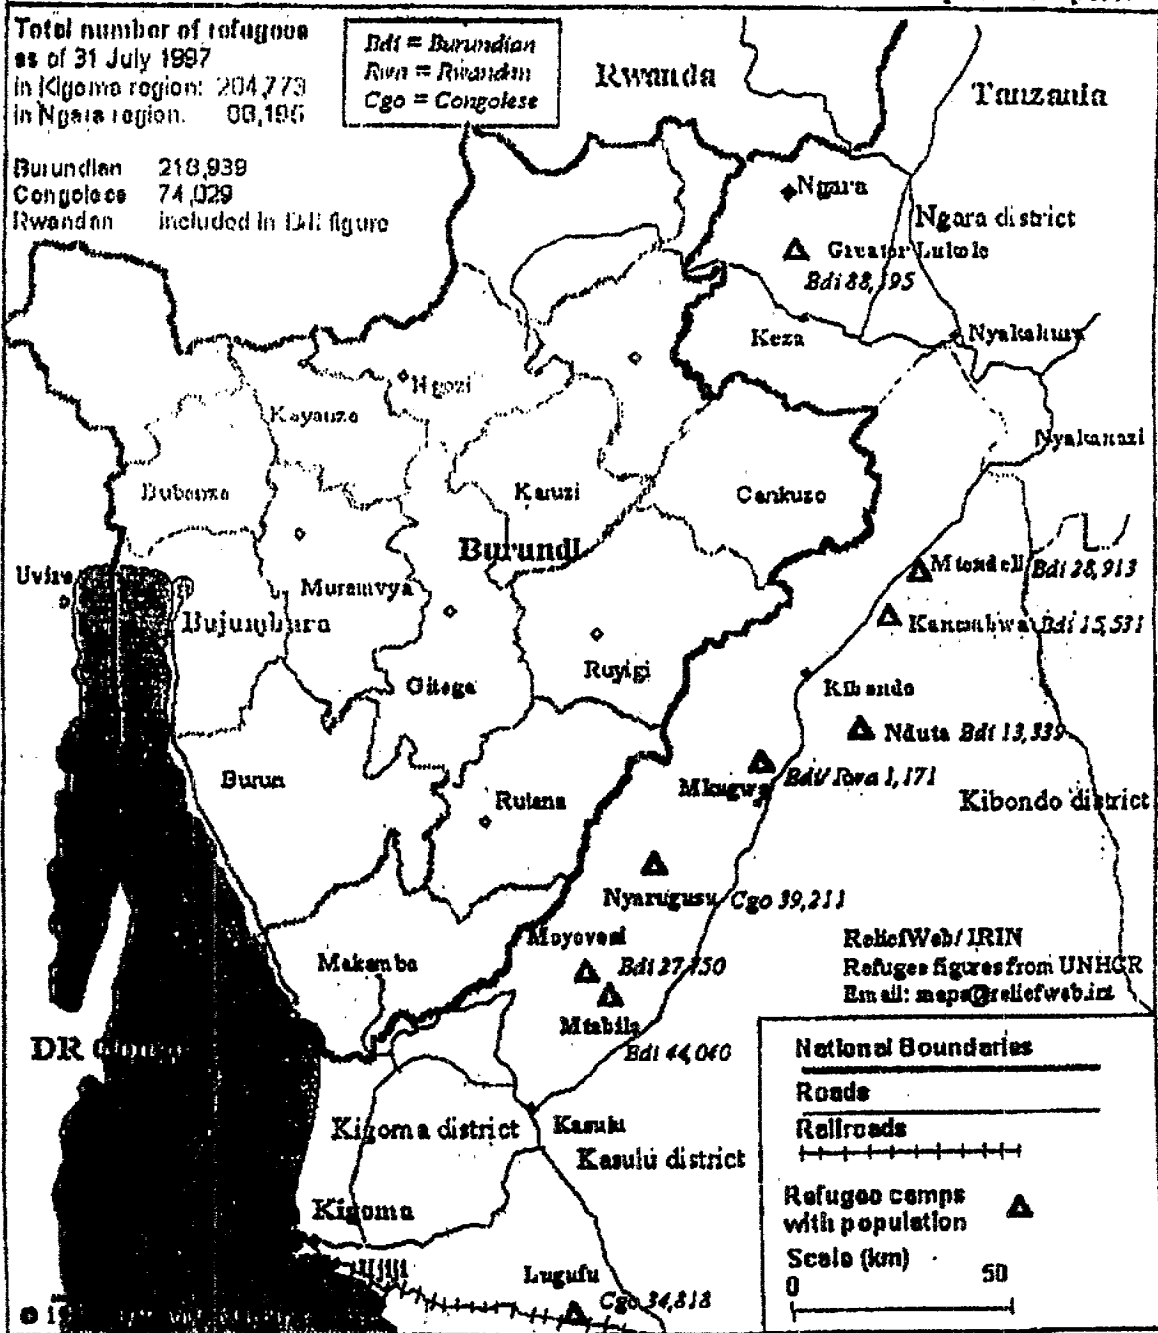 Total number of refugees
as of 31 July 1997
in Kigoma region: 204,773
in Ngara region: 88,195
Burundian 218,939
Congolese 74,029
Rwandan included in Bdi figure
Bdi = Burundian
Rwa = Rwandan
Cgo = Congolese
Rwanda
Tanzania
Ngara
Ngara district
Greater Lukole
Bdi 88,195
Keza
Nyakahura
Ngozi
Kayanza
Nyakanazi
Bubanza
Karuzi
Cankuzo
Burundi
Uvira
Muramvya
Bujumbura
Mtendeli Bdi 28,913
Kanembwa Bdi 15,531
Ruyigi
Gitega
Kibondo
Nduta Bdi 13,339
Bururi
Mkugwa Bdi/Rwa 1,171
Rutana
Kibondo district
Nyarugusu Cgo 39,211
Moyovosi
Bdi 27,750
Makamba
ReliefWeb/ IRIN
Refugee figures from UNHCR
Email: maps@reliefweb.int
Mtabila
Bdi 44,040
DR Congo
National Boundaries
Roads
Railroads
Refugee camps
with population
Scale (km)
0 50
Kigoma district
Kasulu
Kasulu district
Kigoma
Ujiji
Lugufu
Cgo 34,818